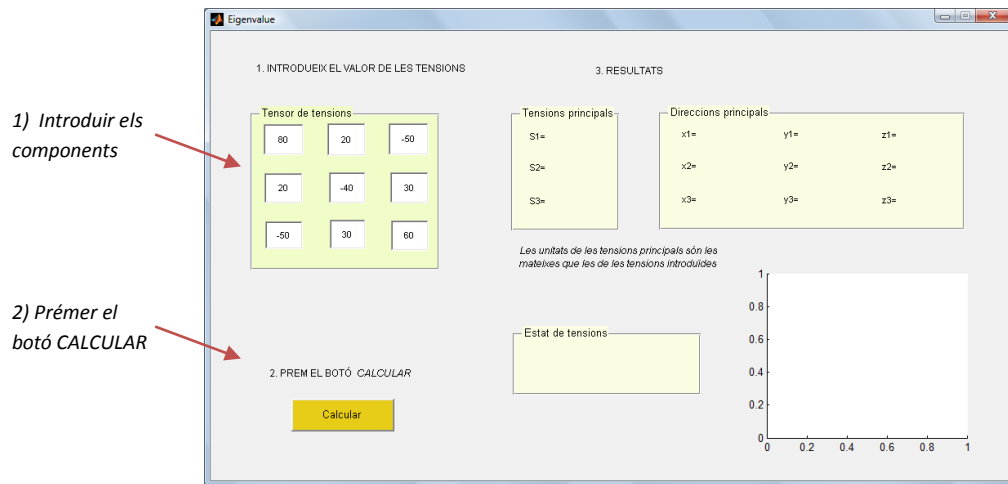 Eigenvalue
1) Introduir els
components
2) Prémer el
botó CALCULAR
1. INTRODUEIX EL VALOR DE LES TENSIONS
Tensor de tensions
80 20 -50
20 -40 30
-50 30 60
2. PREM EL BOTÓ CALCULAR
Calcular
3. RESULTATS
Tensions principals
S1=
S2=
S3=
Direccions principals
x1= y1= z1=
x2= y2= z2=
x3= y3= z3=
Les unitats de les tensions principals són les
mateixes que les de les tensions introduïdes
Estat de tensions
1
0.8
0.6
0.4
0.2
0
0 0.2 0.4 0.6 0.8 1